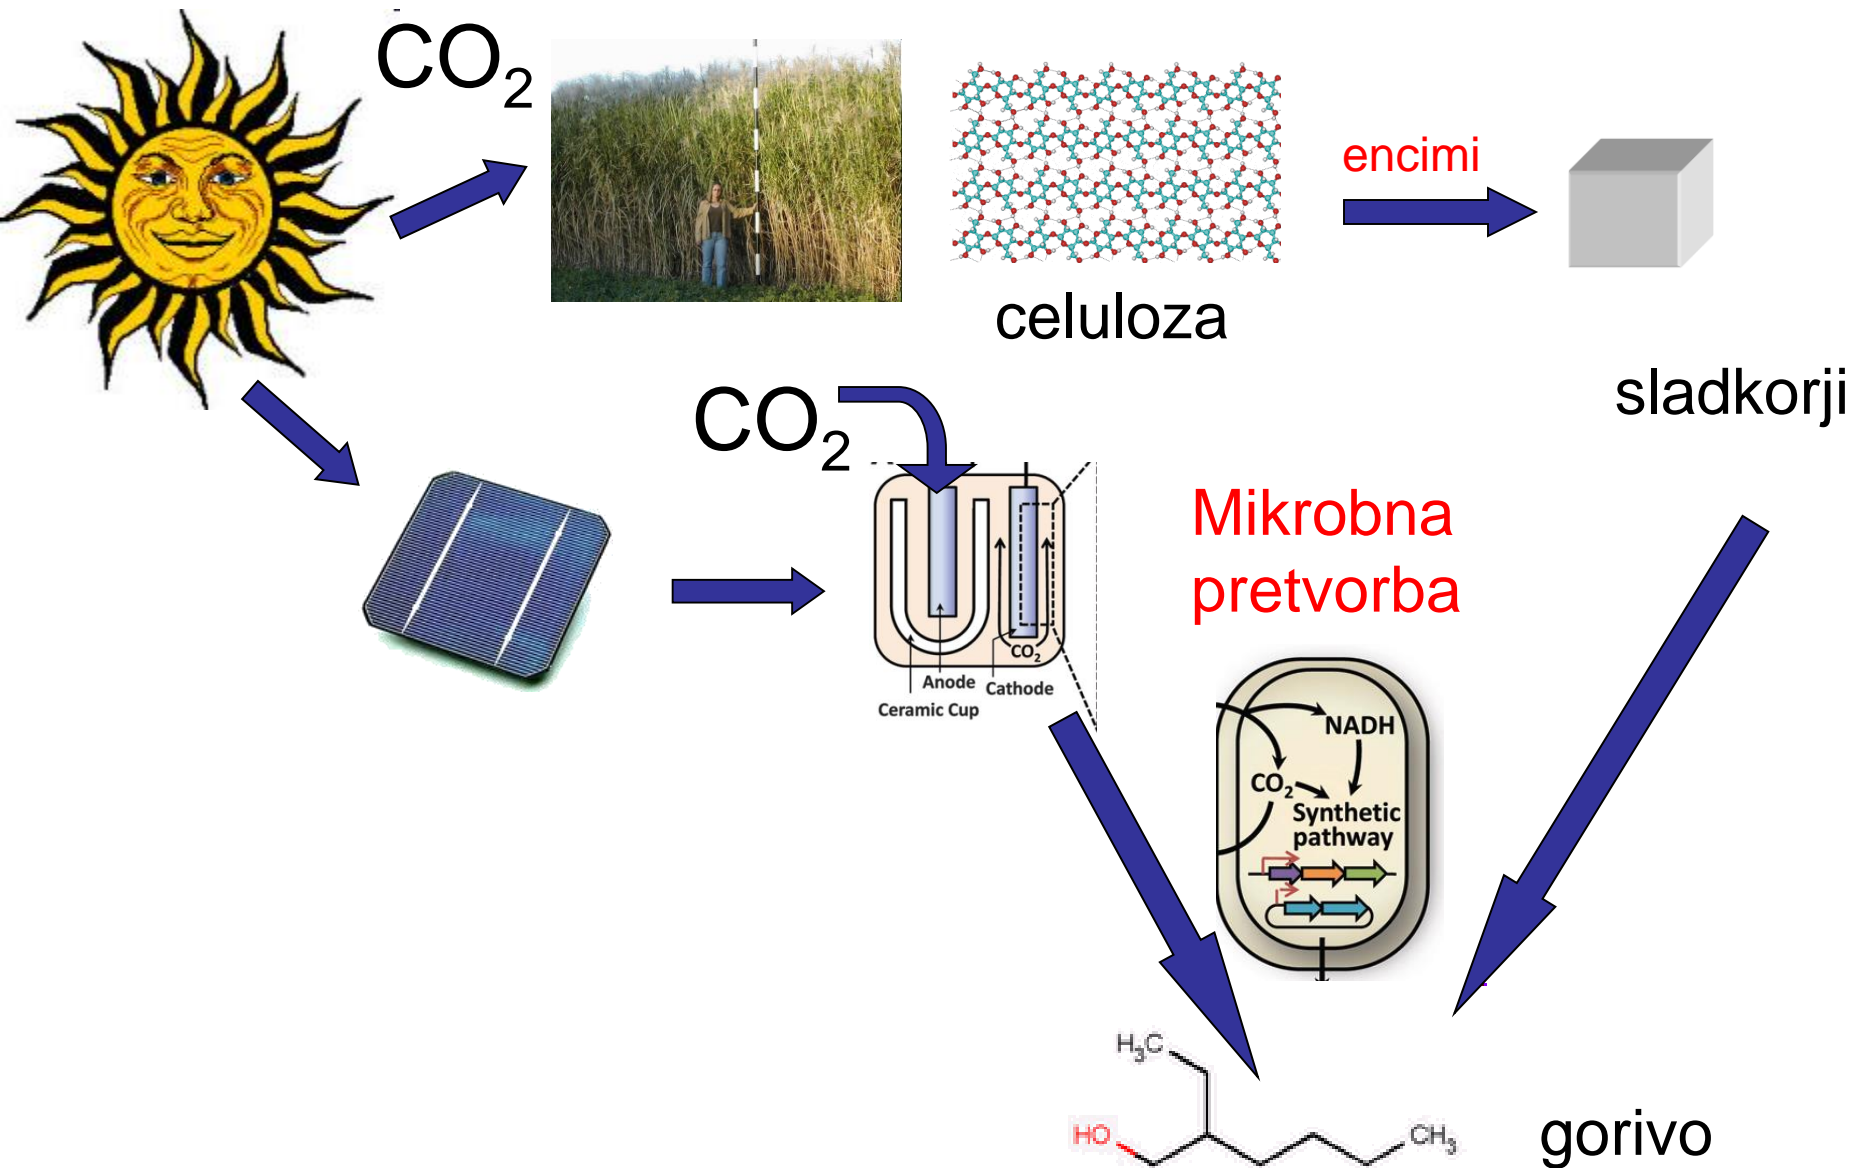 CO₂
encimi
celuloza
sladkorji
CO₂
Mikrobna
pretvorba
CO₂
Anode
Cathode
Ceramic Cup
NADH
CO₂
Synthetic
pathway
H₃C
HO
CH₃
gorivo